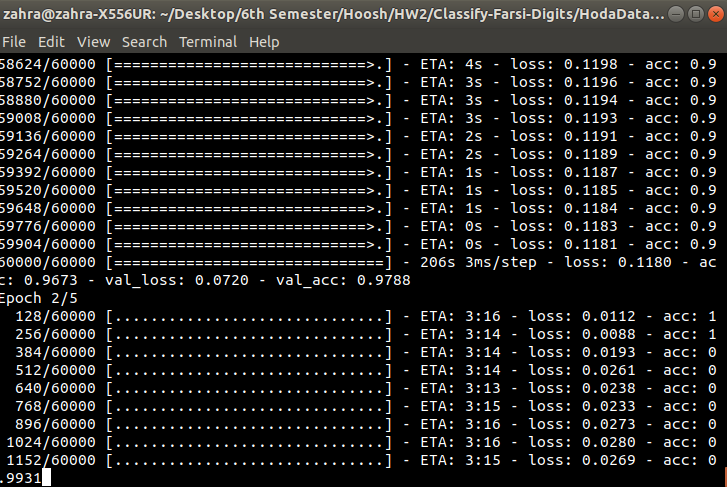 zahra@zahra-X556UR: ~/Desktop/6th Semester/Hoosh/HW2/Classify-Farsi-Digits/HodaData...
File Edit View Search Terminal Help
58624/60000 [============================>.] - ETA: 4s - loss: 0.1198 - acc: 0.9
58752/60000 [============================>.] - ETA: 3s - loss: 0.1196 - acc: 0.9
58880/60000 [============================>.] - ETA: 3s - loss: 0.1194 - acc: 0.9
59008/60000 [============================>.] - ETA: 3s - loss: 0.1193 - acc: 0.9
59136/60000 [============================>.] - ETA: 2s - loss: 0.1191 - acc: 0.9
59264/60000 [============================>.] - ETA: 2s - loss: 0.1189 - acc: 0.9
59392/60000 [============================>.] - ETA: 1s - loss: 0.1187 - acc: 0.9
59520/60000 [============================>.] - ETA: 1s - loss: 0.1185 - acc: 0.9
59648/60000 [============================>.] - ETA: 1s - loss: 0.1184 - acc: 0.9
59776/60000 [============================>.] - ETA: 0s - loss: 0.1183 - acc: 0.9
59904/60000 [============================>.] - ETA: 0s - loss: 0.1181 - acc: 0.9
60000/60000 [==============================] - 206s 3ms/step - loss: 0.1180 - ac
c: 0.9673 - val_loss: 0.0720 - val_acc: 0.9788
Epoch 2/5
128/60000 [..............................] - ETA: 3:16 - loss: 0.0112 - acc: 1
256/60000 [..............................] - ETA: 3:14 - loss: 0.0088 - acc: 1
384/60000 [..............................] - ETA: 3:14 - loss: 0.0193 - acc: 0
512/60000 [..............................] - ETA: 3:14 - loss: 0.0261 - acc: 0
640/60000 [..............................] - ETA: 3:13 - loss: 0.0238 - acc: 0
768/60000 [..............................] - ETA: 3:15 - loss: 0.0233 - acc: 0
896/60000 [..............................] - ETA: 3:16 - loss: 0.0273 - acc: 0
1024/60000 [..............................] - ETA: 3:16 - loss: 0.0280 - acc: 0
1152/60000 [..............................] - ETA: 3:15 - loss: 0.0269 - acc: 0
.9931